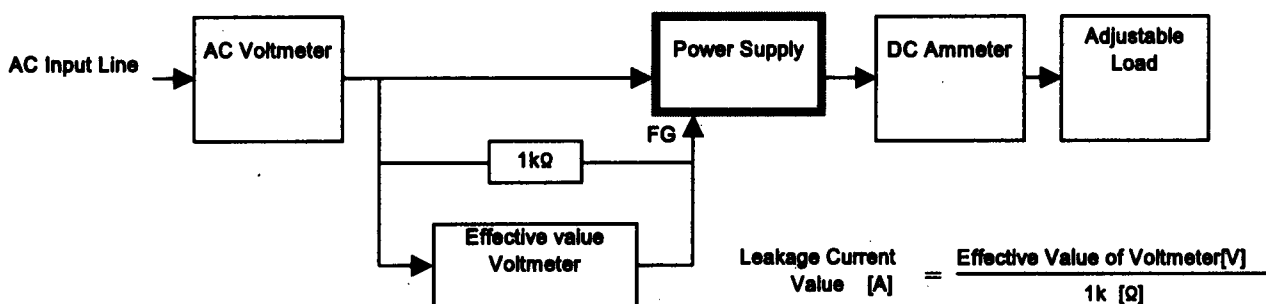 AC Input Line
AC Voltmeter
Power Supply
DC Ammeter
Adjustable
Load
FG
1kΩ
Effective value
Voltmeter
Leakage Current
Value [A]
= Effective Value of Voltmeter[V]
1k [Ω]